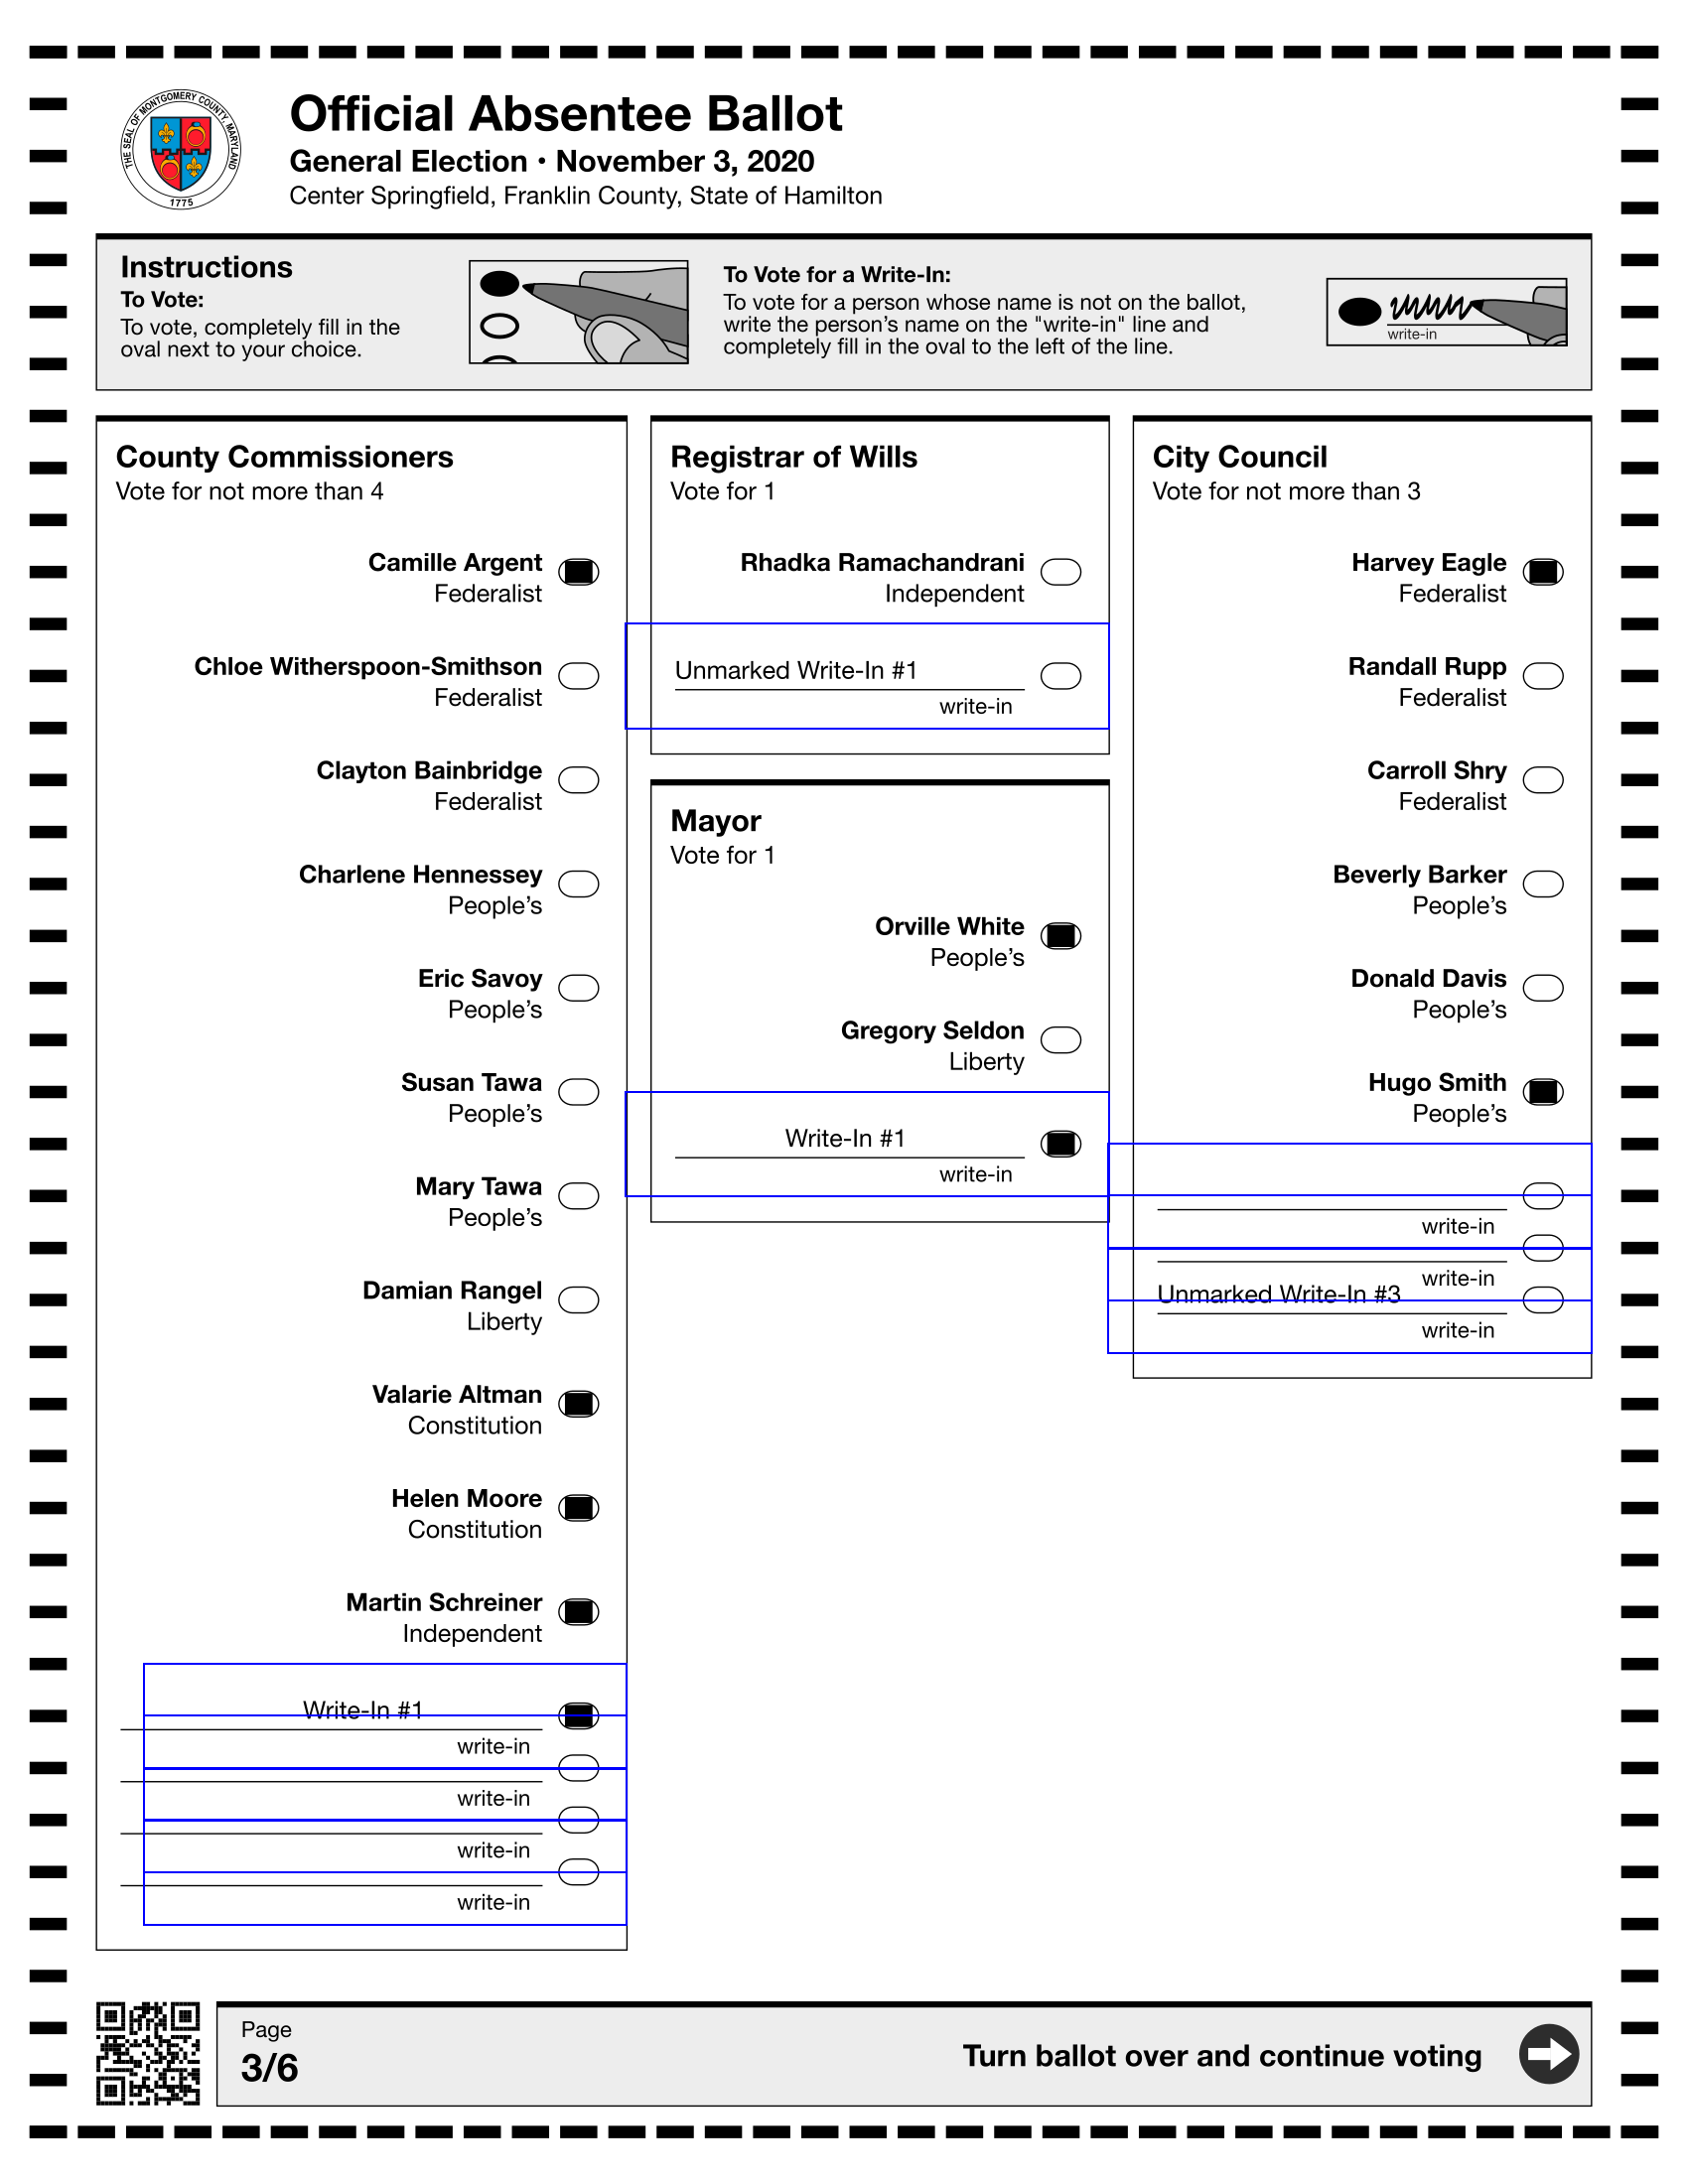 THE SEAL OF MONTGOMERY COUNTY, MARYLAND
1775
Official Absentee Ballot
General Election • November 3, 2020
Center Springfield, Franklin County, State of Hamilton
Instructions
To Vote:
To vote, completely fill in the
oval next to your choice.
To Vote for a Write-In:
To vote for a person whose name is not on the ballot,
write the person's name on the "write-in" line and
completely fill in the oval to the left of the line.
write-in
County Commissioners
Vote for not more than 4
Camille Argent
Federalist
Chloe Witherspoon-Smithson
Federalist
Clayton Bainbridge
Federalist
Charlene Hennessey
People's
Eric Savoy
People's
Susan Tawa
People's
Mary Tawa
People's
Damian Rangel
Liberty
Valarie Altman
Constitution
Helen Moore
Constitution
Martin Schreiner
Independent
Write-In #1
write-in
write-in
write-in
write-in
Registrar of Wills
Vote for 1
Rhadka Ramachandrani
Independent
Unmarked Write-In #1
write-in
Mayor
Vote for 1
Orville White
People's
Gregory Seldon
Liberty
Write-In #1
write-in
City Council
Vote for not more than 3
Harvey Eagle
Federalist
Randall Rupp
Federalist
Carroll Shry
Federalist
Beverly Barker
People's
Donald Davis
People's
Hugo Smith
People's
write-in
write-in
Unmarked Write-In #3
write-in
Page
3/6
Turn ballot over and continue voting